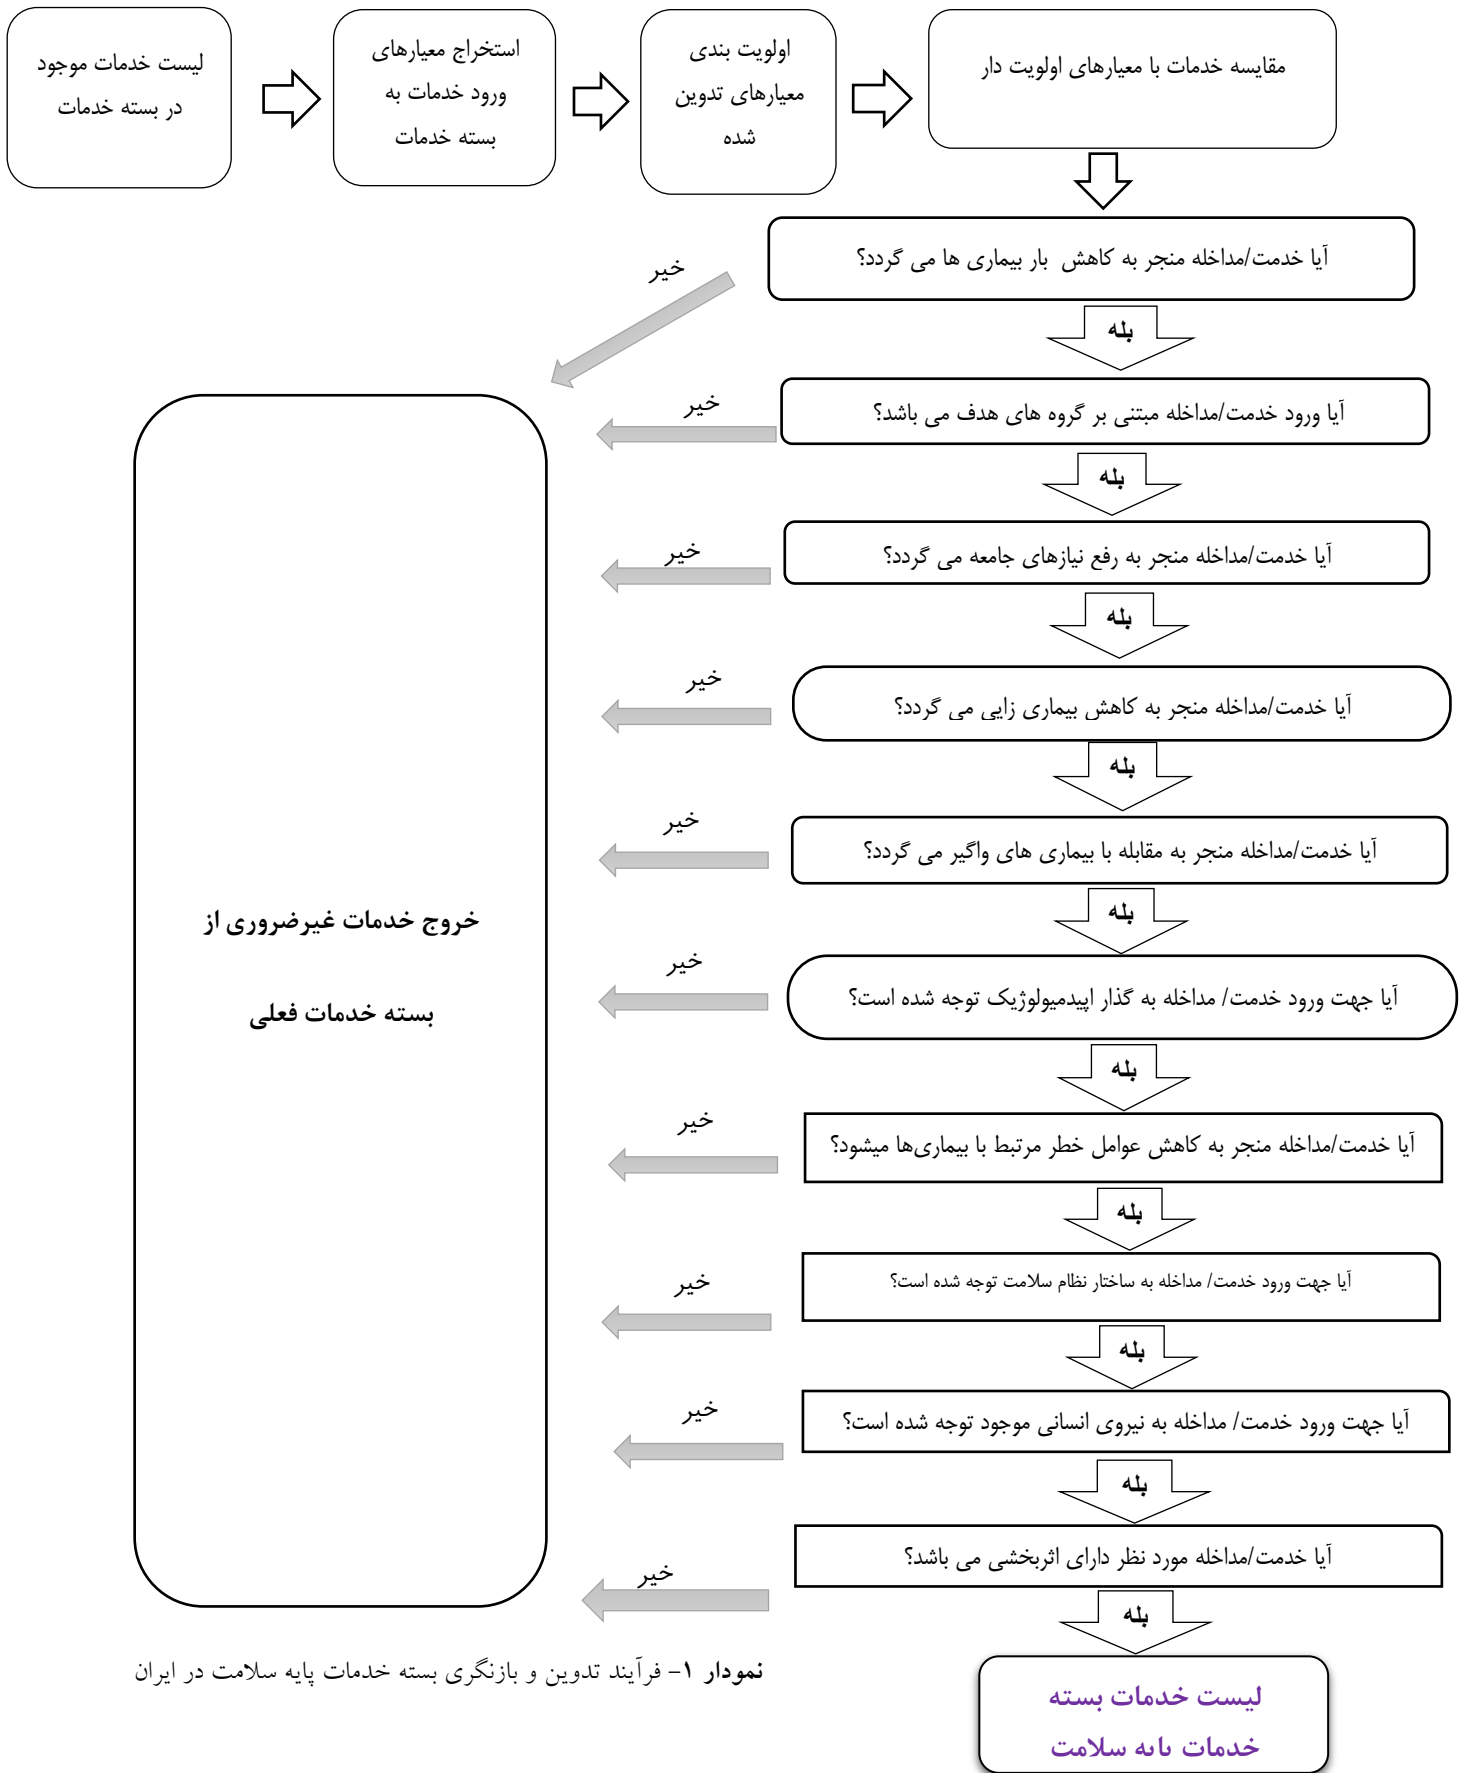 لیست خدمات موجود
در بسته خدمات
استخراج معیارهای
ورود خدمات به
بسته خدمات
اولویت بندی
معیارهای تدوین
شده
مقایسه خدمات با معیارهای اولویت دار
آیا خدمت/مداخله منجر به کاهش بار بیماری ها می گردد؟
خیر
بله
آیا ورود خدمت/مداخله مبتنی بر گروه های هدف می باشد؟
خیر
بله
آیا خدمت/مداخله منجر به رفع نیازهای جامعه می گردد؟
خیر
بله
آیا خدمت/مداخله منجر به کاهش بیماری زایی می گردد؟
خیر
بله
آیا خدمت/مداخله منجر به مقابله با بیماری های واگیر می گردد؟
خیر
بله
آیا جهت ورود خدمت/ مداخله به گذار اپیدمیولوژیک توجه شده است؟
خیر
بله
آیا خدمت/مداخله منجر به کاهش عوامل خطر مرتبط با بیماری‌ها میشود؟
خیر
بله
آیا جهت ورود خدمت/ مداخله به ساختار نظام سلامت توجه شده است؟
خیر
بله
آیا جهت ورود خدمت/ مداخله به نیروی انسانی موجود توجه شده است؟
خیر
بله
آیا خدمت/مداخله مورد نظر دارای اثربخشی می باشد؟
خیر
بله
خروج خدمات غیرضروری از
بسته خدمات فعلی
لیست خدمات بسته
خدمات پایه سلامت
نمودار ۱- فرآیند تدوین و بازنگری بسته خدمات پایه سلامت در ایران